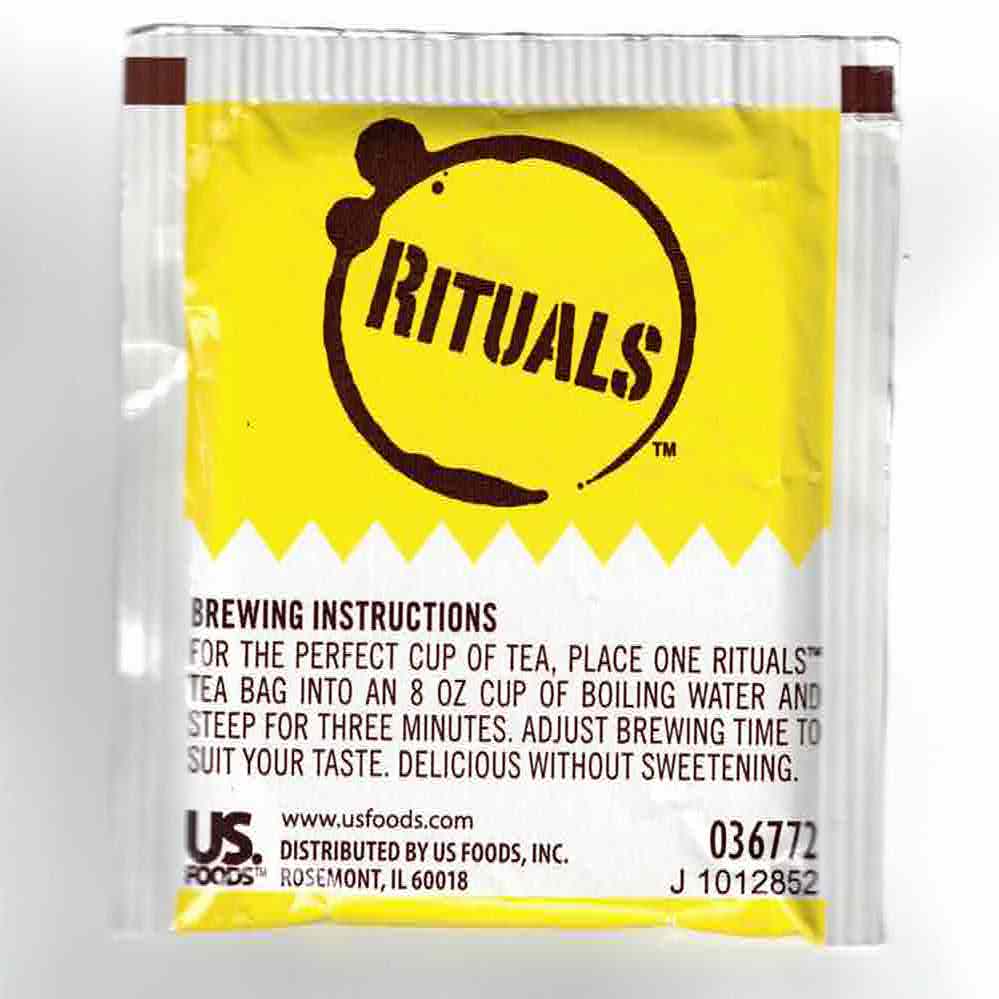 RITUALS
TM
BREWING INSTRUCTIONS
FOR THE PERFECT CUP OF TEA, PLACE ONE RITUALS™
TEA BAG INTO AN 8 OZ CUP OF BOILING WATER AND
STEEP FOR THREE MINUTES. ADJUST BREWING TIME TO
SUIT YOUR TASTE. DELICIOUS WITHOUT SWEETENING.
US.
FOODS™
www.usfoods.com
DISTRIBUTED BY US FOODS, INC.
ROSEMONT, IL 60018
036772
J 1012852